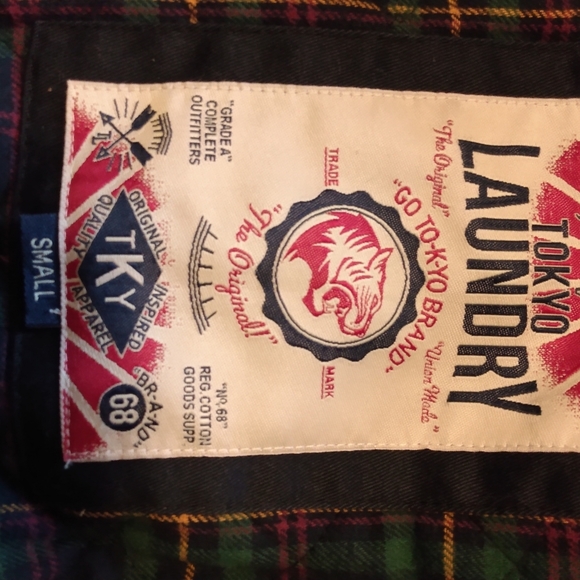 TOKYO
LAUNDRY
"The Original"
"Union Made"
"GO TO-K-YO BRAND"
TRADE
MARK
"The Original!"
"GRADE A"
COMPLETE
OUTFITTERS
"Nº,68"
REG.COTTON
GOODS SUPP.
ORIGINAL
INSPIRED
TKY
QUALITY
APPAREL
"BR-A-ND"
68
SMALL